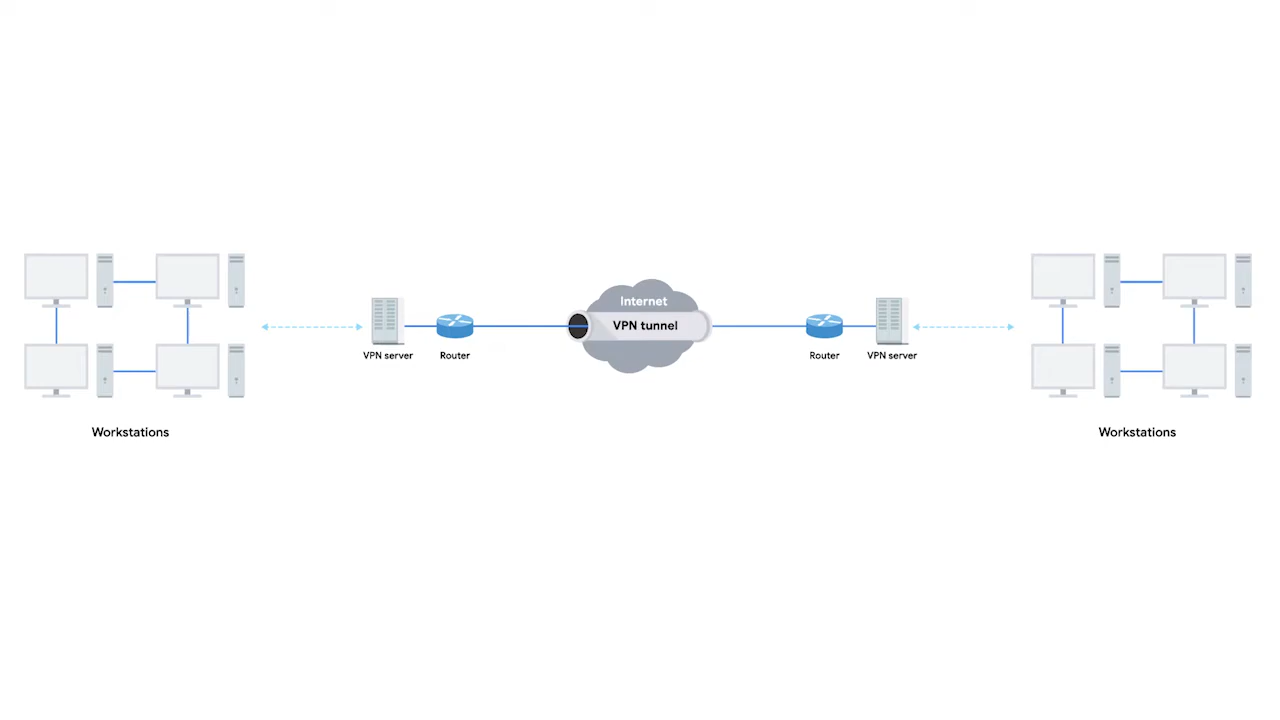 Internet
VPN tunnel
VPN server
Router
Router
VPN server
Workstations
Workstations